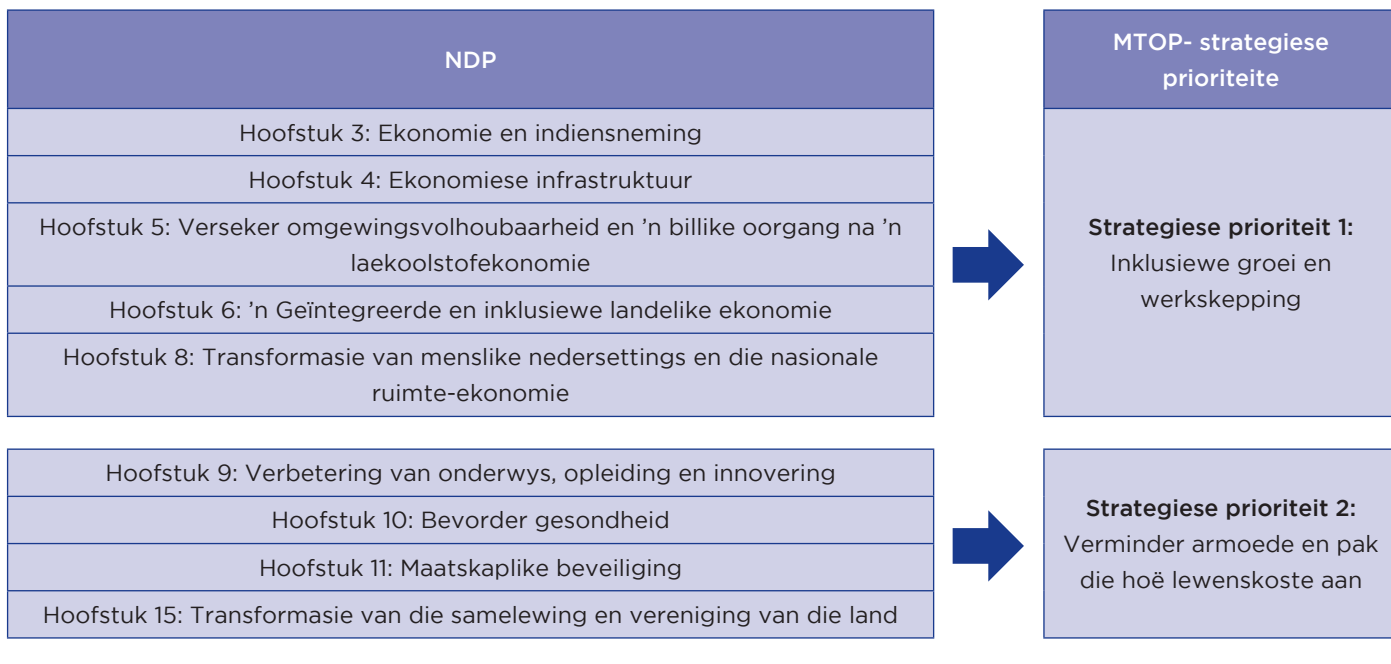 NDP
MTOP- strategiese
prioriteite
Hoofstuk 3: Ekonomie en indiensneming
Hoofstuk 4: Ekonomiese infrastruktuur
Hoofstuk 5: Verseker omgewingsvolhoubaarheid en ’n billike oorgang na ’n
laekoolstofekonomie
Hoofstuk 6: ’n Geïntegreerde en inklusiewe landelike ekonomie
Hoofstuk 8: Transformasie van menslike nedersettings en die nasionale
ruimte-ekonomie
Strategiese prioriteit 1:
Inklusiewe groei en
werkskepping
Hoofstuk 9: Verbetering van onderwys, opleiding en innovering
Hoofstuk 10: Bevorder gesondheid
Hoofstuk 11: Maatskaplike beveiliging
Hoofstuk 15: Transformasie van die samelewing en vereniging van die land
Strategiese prioriteit 2:
Verminder armoede en pak
die hoë lewenskoste aan